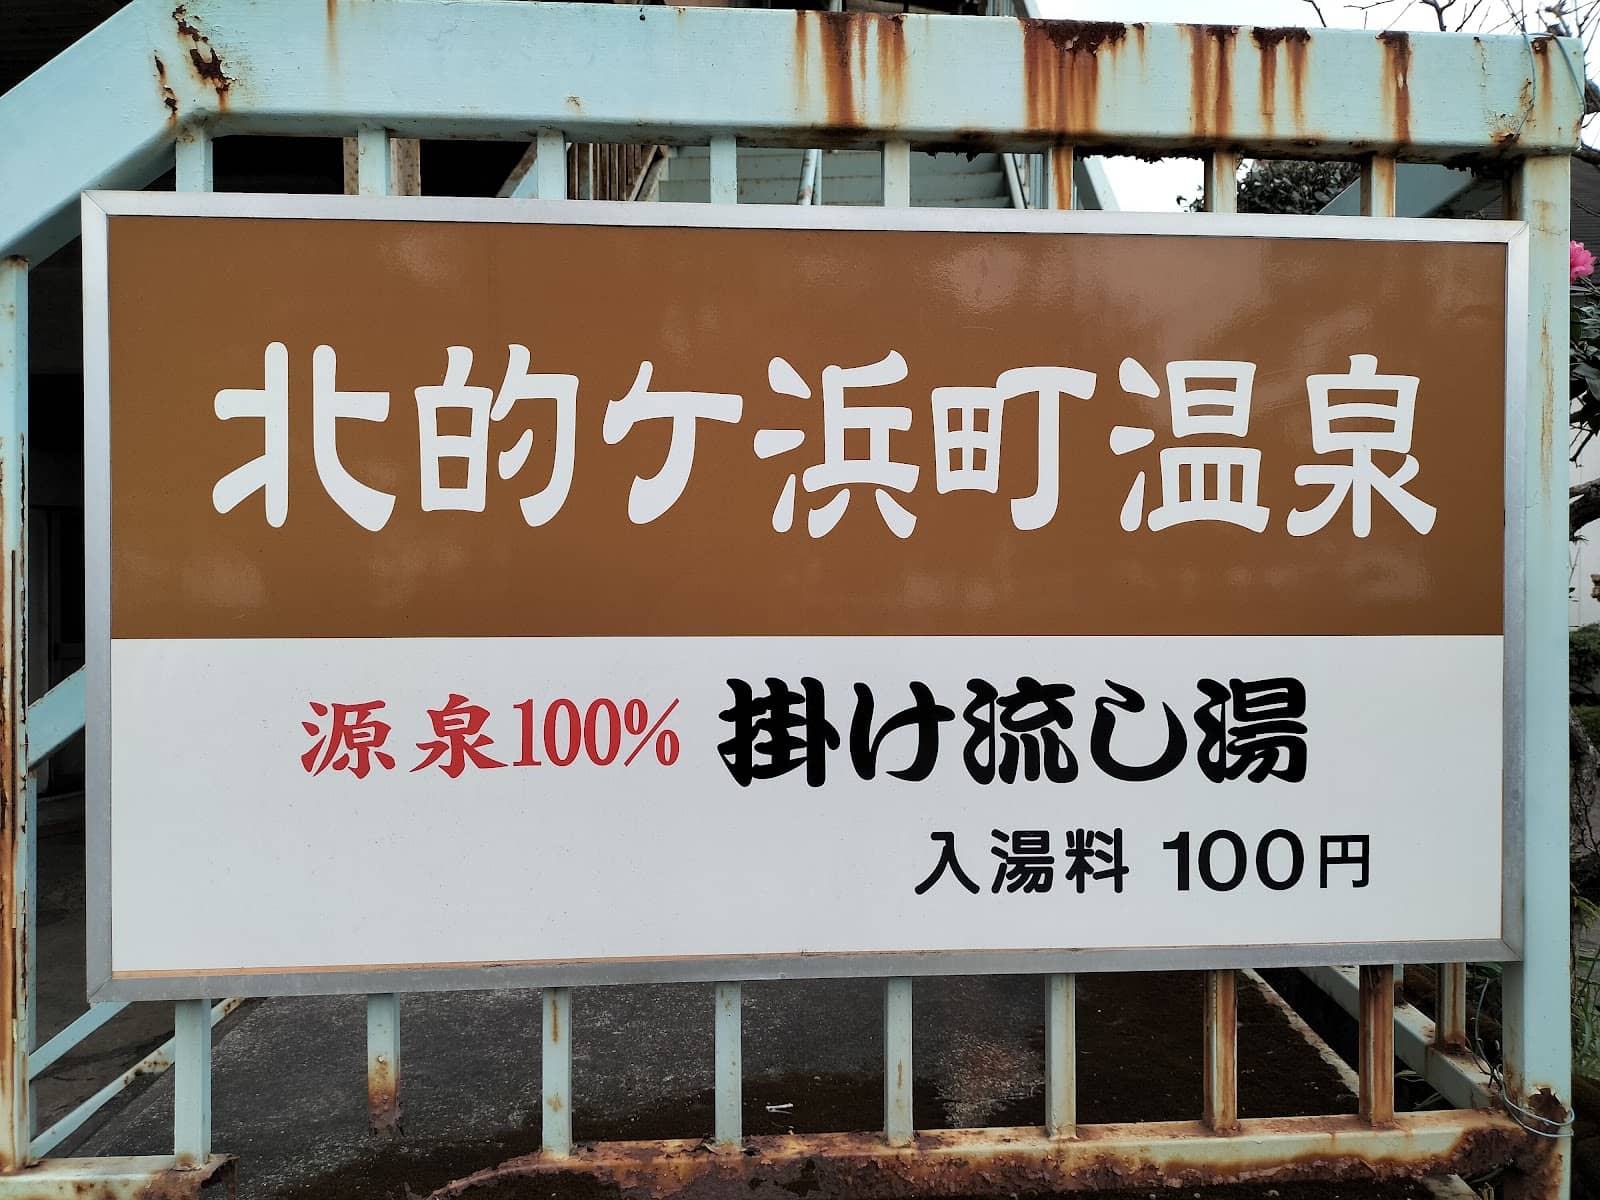 北的ケ浜町温泉
源泉100% 掛け流し湯
入湯料 100円